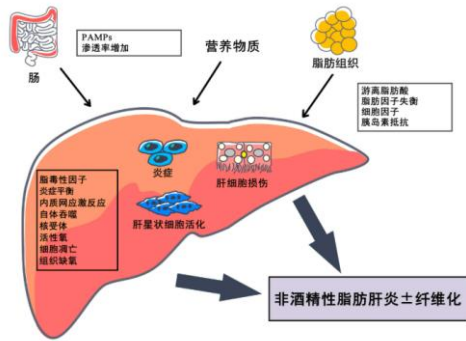 PAMPs
渗透率增加
肠
营养物质
脂肪组织
游离脂肪酸
脂肪因子失衡
细胞因子
胰岛素抵抗
脂毒性因子
炎症平衡
内质网应激反应
自体吞噬
核受体
活性氧
细胞凋亡
组织缺氧
炎症
肝细胞损伤
肝星状细胞活化
非酒精性脂肪肝炎±纤维化